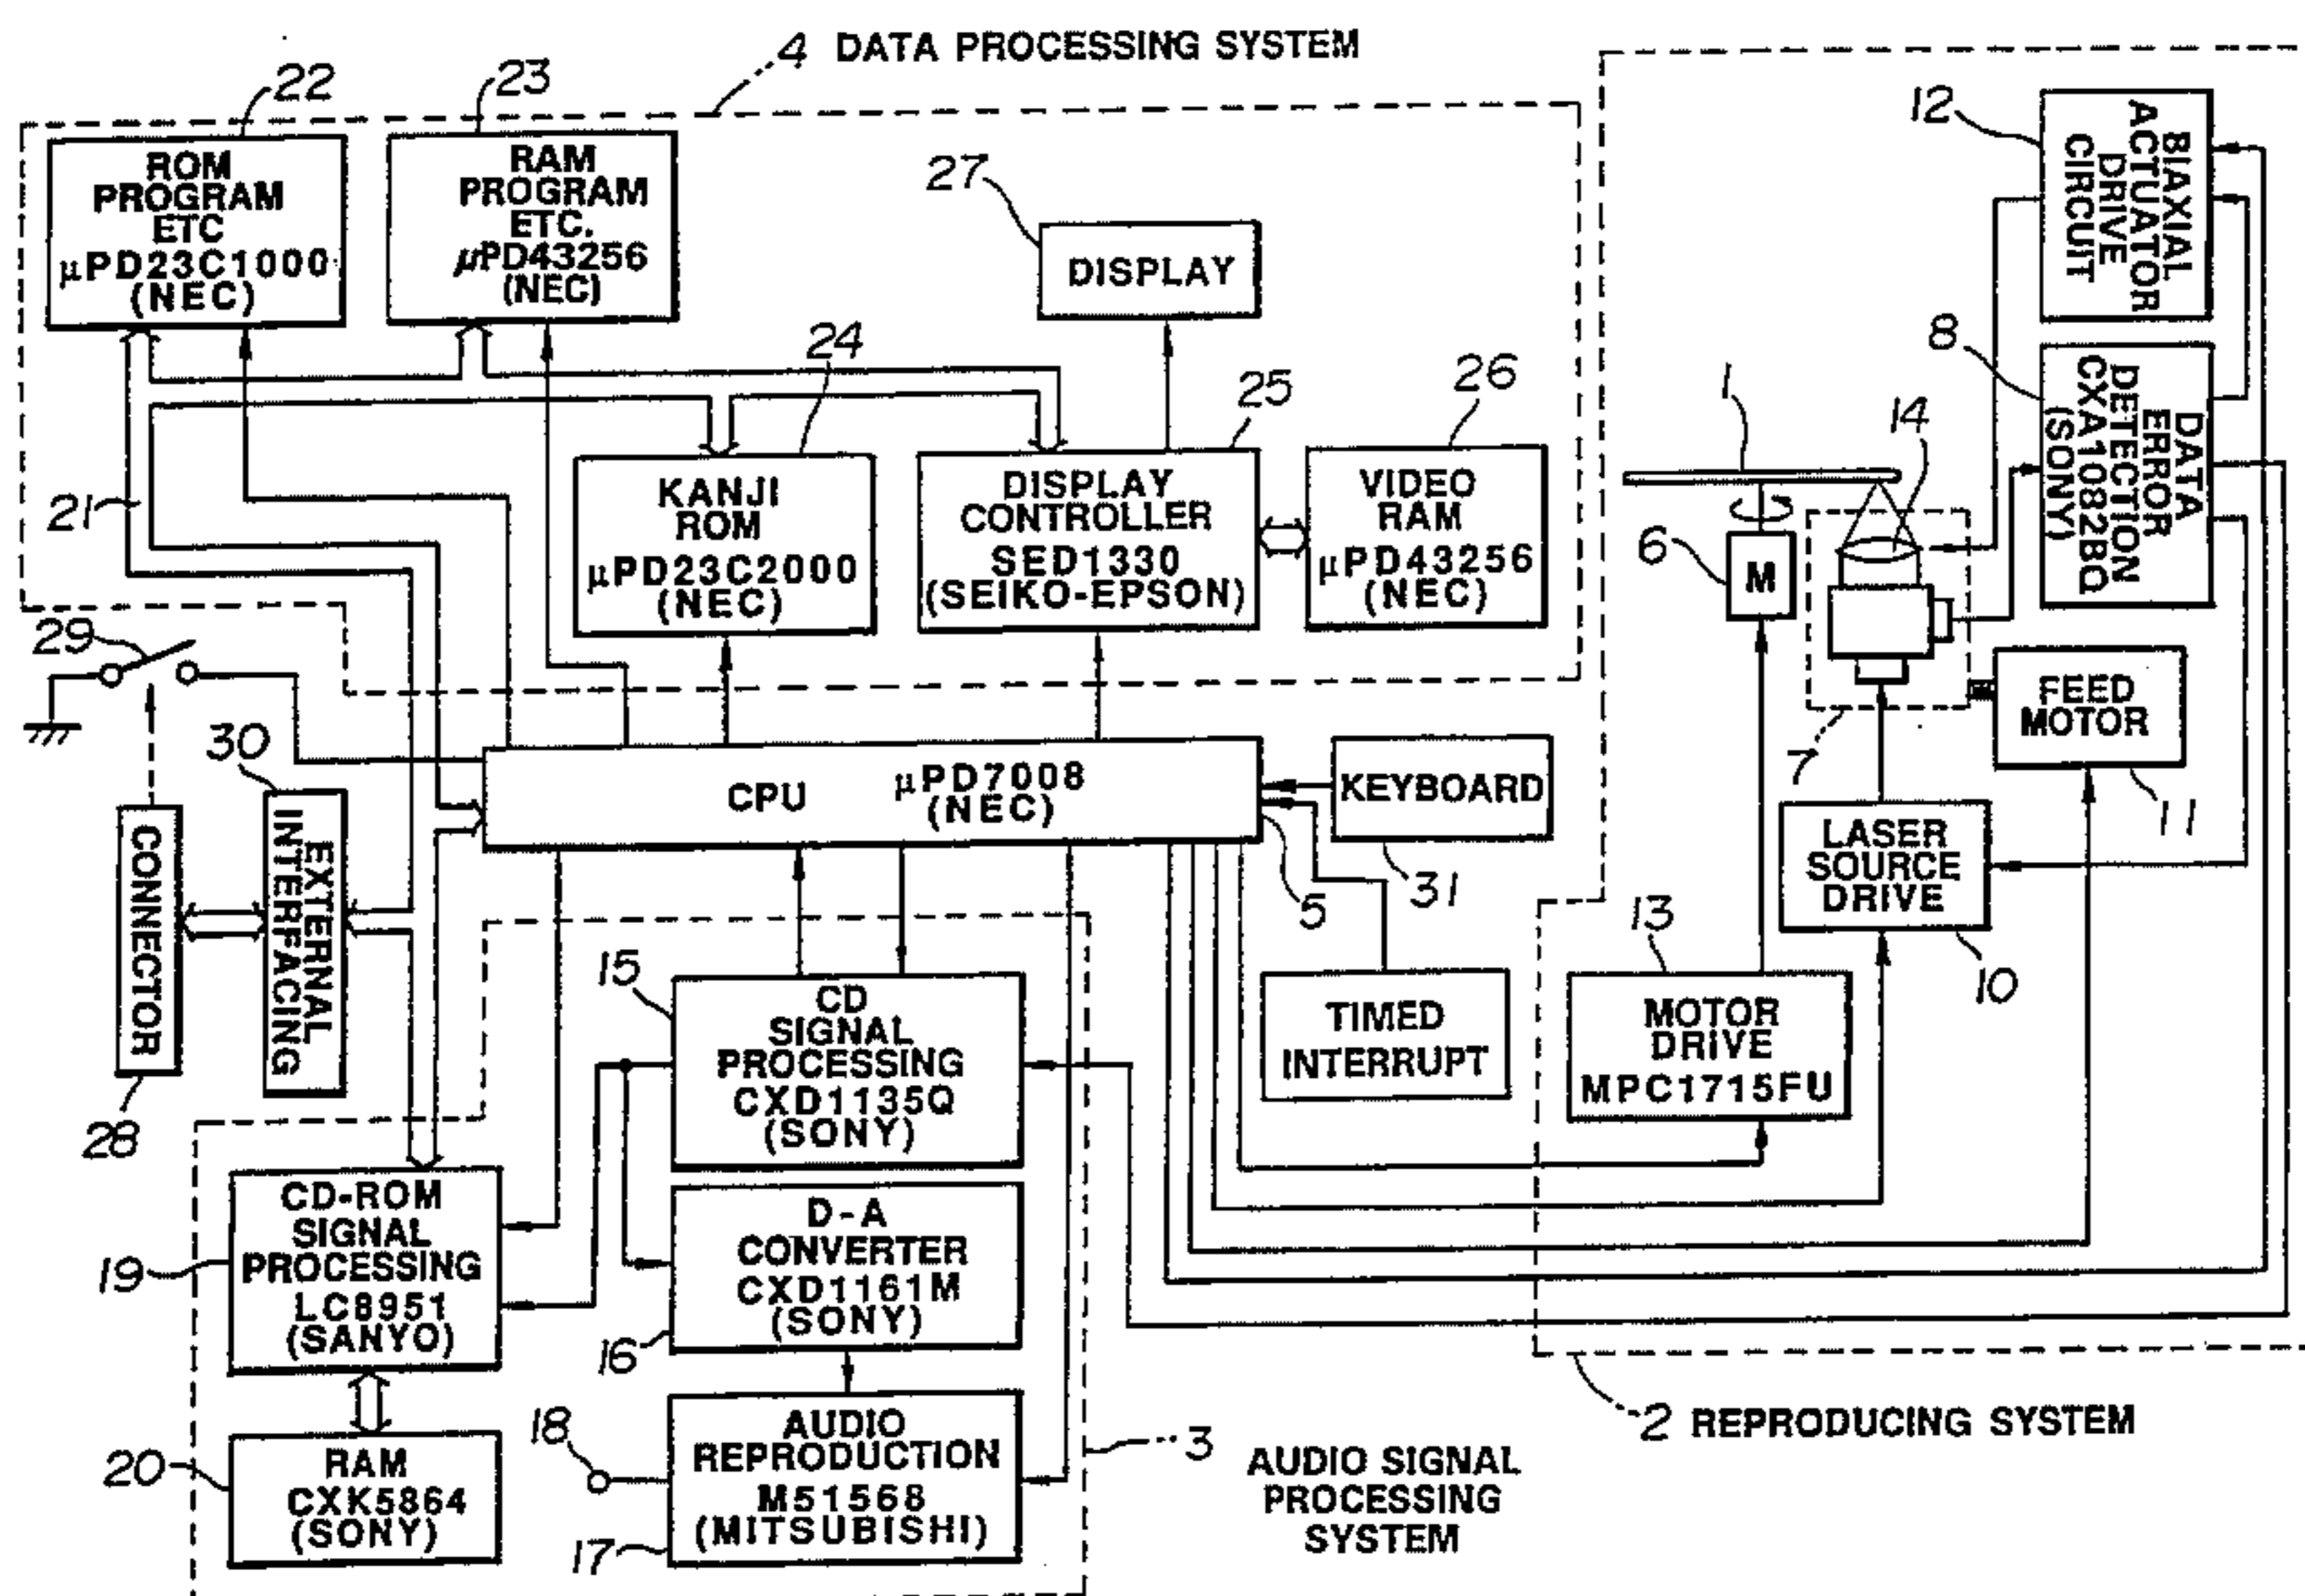 4 DATA PROCESSING SYSTEM
22
23
ROM
PROGRAM
ETC
μPD23C1000
(NEC)
RAM
PROGRAM
ETC.
μPD43256
(NEC)
27
DISPLAY
12
BIAXIAL
ACTUATOR
DRIVE
CIRCUIT
24
25
26
21
KANJI
ROM
μPD23C2000
(NEC)
DISPLAY
CONTROLLER
SED1330
(SEIKO-EPSON)
VIDEO
RAM
μPD43256
(NEC)
1
14
8
DATA
ERROR
DETECTION
CXA1082BQ
(SONY)
6
M
7
FEED
MOTOR
11
29
30
CONNECTOR
28
EXTERNAL
INTERFACING
CPU
μPD7008
(NEC)
5
KEYBOARD
31
LASER
SOURCE
DRIVE
10
TIMED
INTERRUPT
13
MOTOR
DRIVE
MPC1715FU
15
CD
SIGNAL
PROCESSING
CXD1135Q
(SONY)
19
CD-ROM
SIGNAL
PROCESSING
LC8951
(SANYO)
16
D-A
CONVERTER
CXD1161M
(SONY)
20
RAM
CXK5864
(SONY)
18
17
AUDIO
REPRODUCTION
M51568
(MITSUBISHI)
3
AUDIO SIGNAL
PROCESSING
SYSTEM
2 REPRODUCING SYSTEM